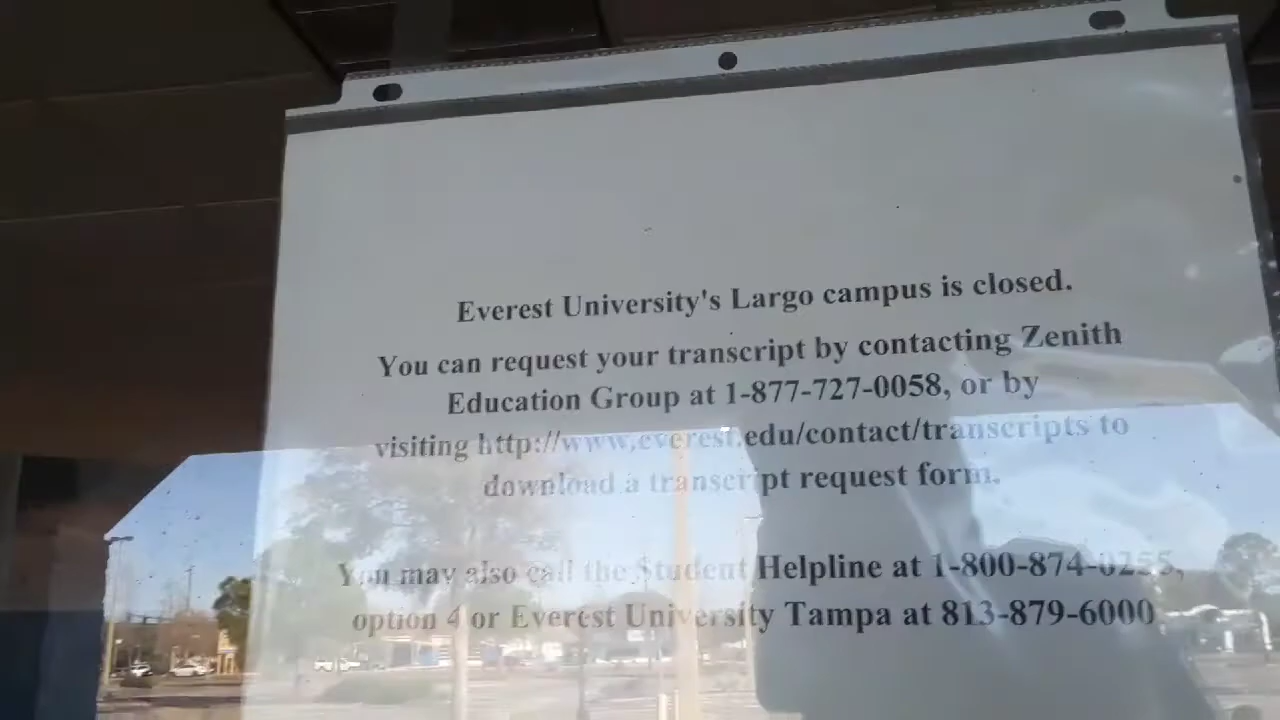 Everest University's Largo campus is closed.
You can request your transcript by contacting Zenith
Education Group at 1-877-727-0058, or by
visiting http://www.everest.edu/contact/transcripts to
download a transcript request form.
You may also call the Student Helpline at 1-800-874-0255,
option 4 or Everest University Tampa at 813-879-6000